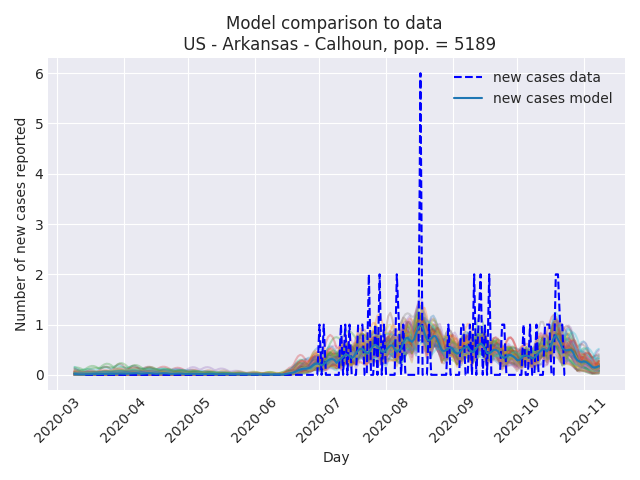 Model comparison to data
US - Arkansas - Calhoun, pop. = 5189
new cases data
new cases model
Number of new cases reported
6
5
4
3
2
1
0
2020-03
2020-04
2020-05
2020-06
2020-07
2020-08
2020-09
2020-10
2020-11
Day